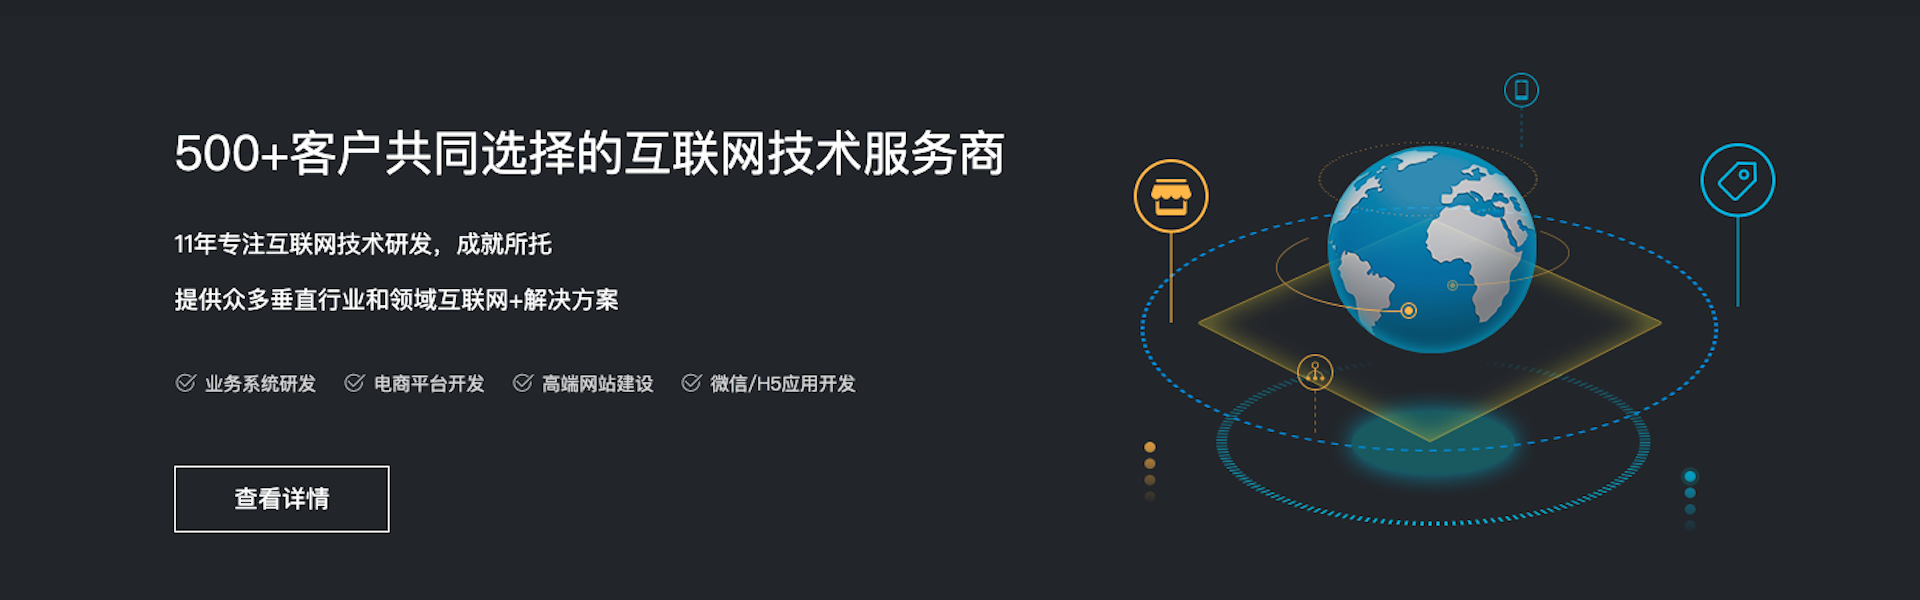 500+客户共同选择的互联网技术服务商
11年专注互联网技术研发，成就所托
提供众多垂直行业和领域互联网+解决方案
业务系统研发 电商平台开发 高端网站建设 微信/H5应用开发
查看详情